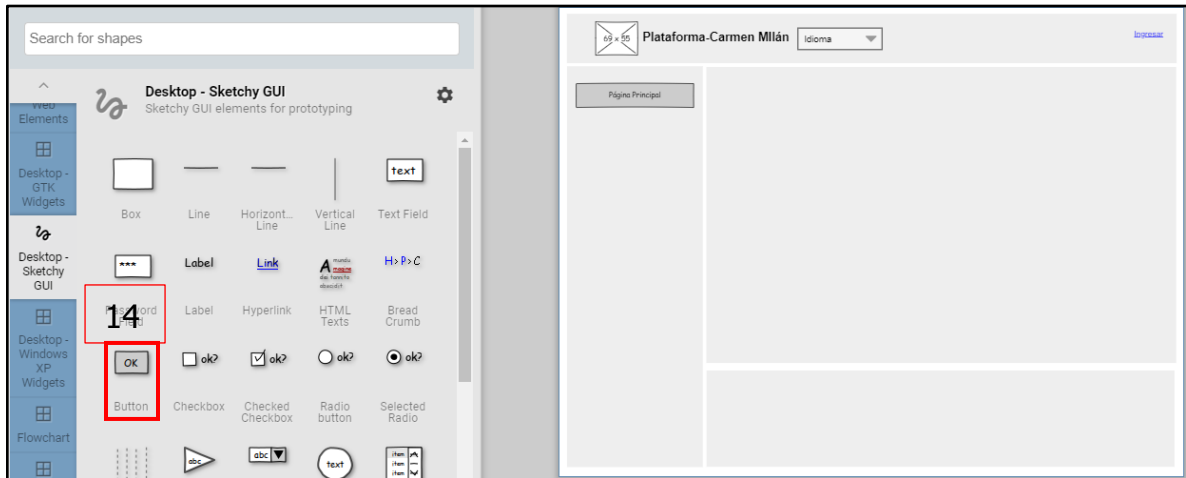 Search for shapes
Web
Elements
Desktop -
GTK
Widgets
Desktop -
Sketchy
GUI
Desktop -
Windows
XP
Widgets
Flowchart
Desktop - Sketchy GUI
Sketchy GUI elements for prototyping
text
Box
Line
Horizont...
Line
Vertical
Line
Text Field
***
Label
Link
A
H>P>C
Password
Field
Label
Hyperlink
HTML
Texts
Bread
Crumb
14
OK
ok?
ok?
ok?
ok?
Button
Checkbox
Checked
Checkbox
Radio
button
Selected
Radio
abc
abc
text
item
item
item
69 x 55
Plataforma-Carmen MIlán
Idioma
Ingresar
Página Principal